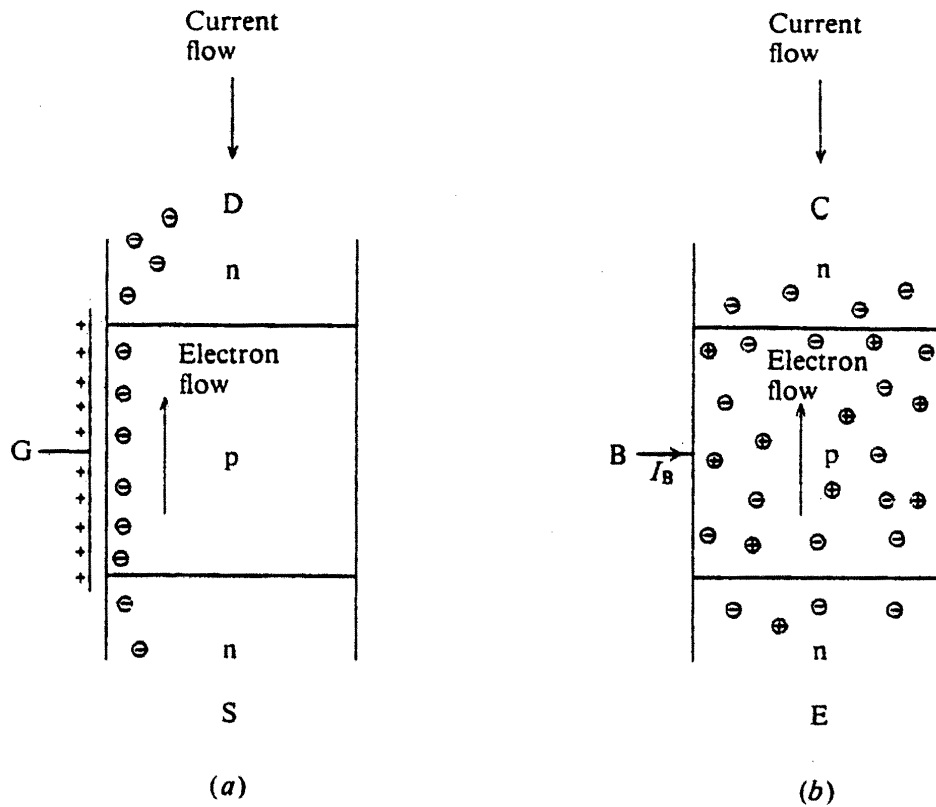 Current
flow
D
n
Electron
flow
G
p
n
S
(a)
Current
flow
C
n
Electron
flow
B
I_B
p
n
E
(b)